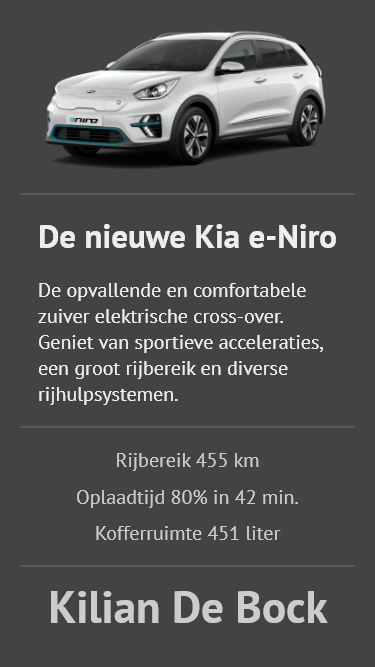 eniro
De nieuwe Kia e-Niro
De opvallende en comfortabele
zuiver elektrische cross-over.
Geniet van sportieve acceleraties,
een groot rijbereik en diverse
rijhulpsystemen.
Rijbereik 455 km
Oplaadtijd 80% in 42 min.
Kofferruimte 451 liter
Kilian De Bock